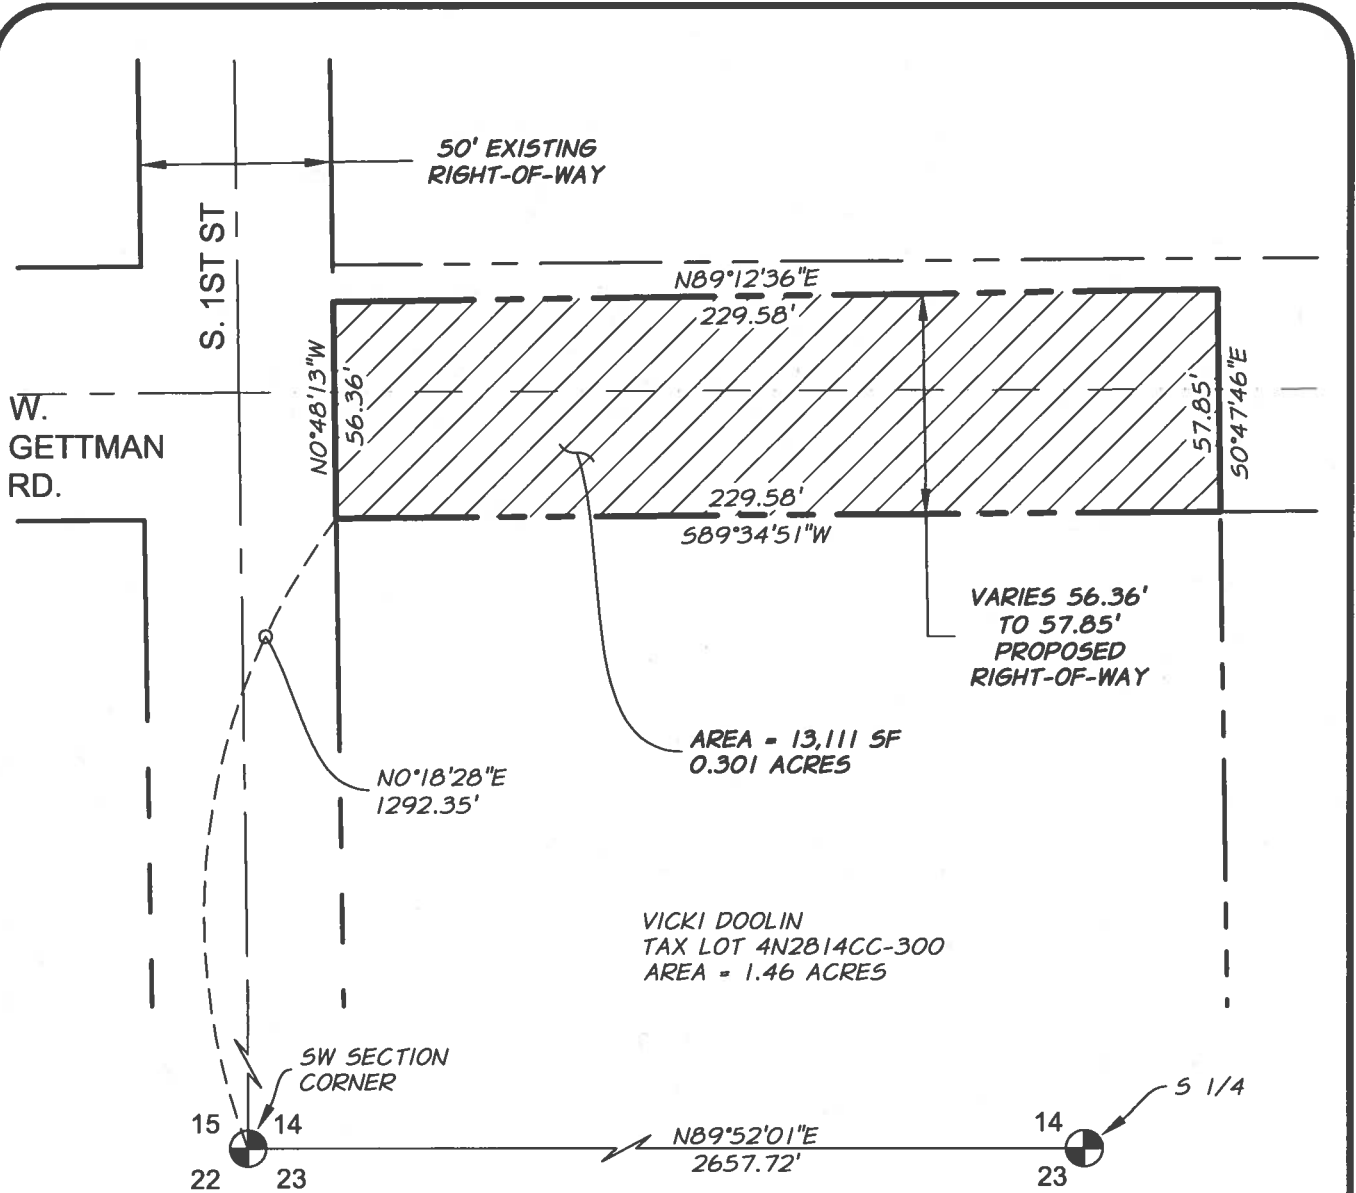 50' EXISTING
RIGHT-OF-WAY
S. 1ST ST
N89°12'36"E
229.58'
N0°48'13"W
56.36'
57.85'
S0°47'46"E
W.
GETTMAN
RD.
229.58'
S89°34'51"W
VARIES 56.36'
TO 57.85'
PROPOSED
RIGHT-OF-WAY
AREA = 13,111 SF
0.301 ACRES
N0°18'28"E
1292.35'
VICKI DOOLIN
TAX LOT 4N2814CC-300
AREA = 1.46 ACRES
SW SECTION
CORNER
S 1/4
15 14
22 23
N89°52'01"E
2657.72'
14
23